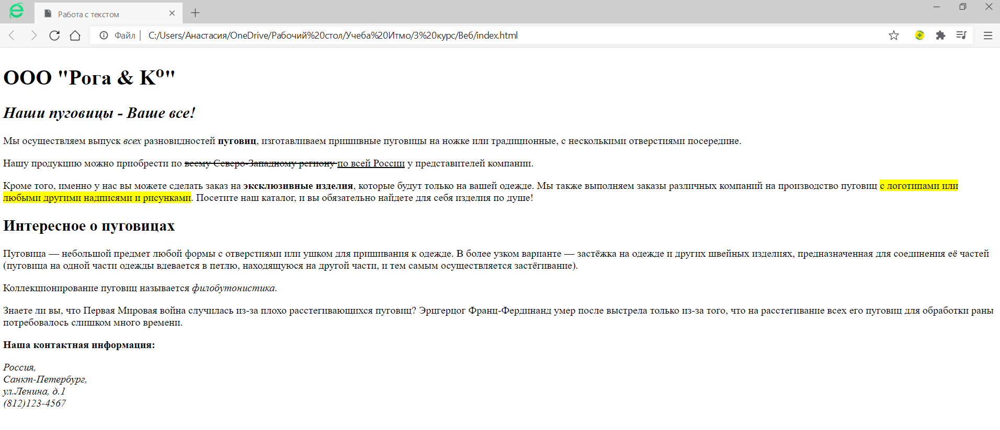 Работа с текстом
Файл | C:/Users/Анастасия/OneDrive/Рабочий%20стол/Учеба%20Итмо/3%20курс/Веб/index.html
ООО "Рога & Kº"
Наши пуговицы - Ваше все!
Мы осуществляем выпуск всех разновидностей пуговиц, изготавливаем пришивные пуговицы на ножке или традиционные, с несколькими отверстиями посередине.
Нашу продукцию можно приобрести по всему Северо-Западному региону по всей России у представителей компании.
Кроме того, именно у нас вы можете сделать заказ на эксклюзивные изделия, которые будут только на вашей одежде. Мы также выполняем заказы различных компаний на производство пуговиц с логотипами или
любыми другими надписями и рисунками. Посетите наш каталог, и вы обязательно найдете для себя изделия по душе!
Интересное о пуговицах
Пуговица — небольшой предмет любой формы с отверстиями или ушком для пришивания к одежде. В более узком варианте — застёжка на одежде и других швейных изделиях, предназначенная для соединения её частей
(пуговица на одной части одежды вдевается в петлю, находящуюся на другой части, и тем самым осуществляется застёгивание).
Коллекционирование пуговиц называется филобутонистика.
Знаете ли вы, что Первая Мировая война случилась из-за плохо расстегивающихся пуговиц? Эрцгерцог Франц-Фердинанд умер после выстрела только из-за того, что на расстегивание всех его пуговиц для обработки раны
потребовалось слишком много времени.
Наша контактная информация:
Россия,
Санкт-Петербург,
ул.Ленина, д.1
(812)123-4567